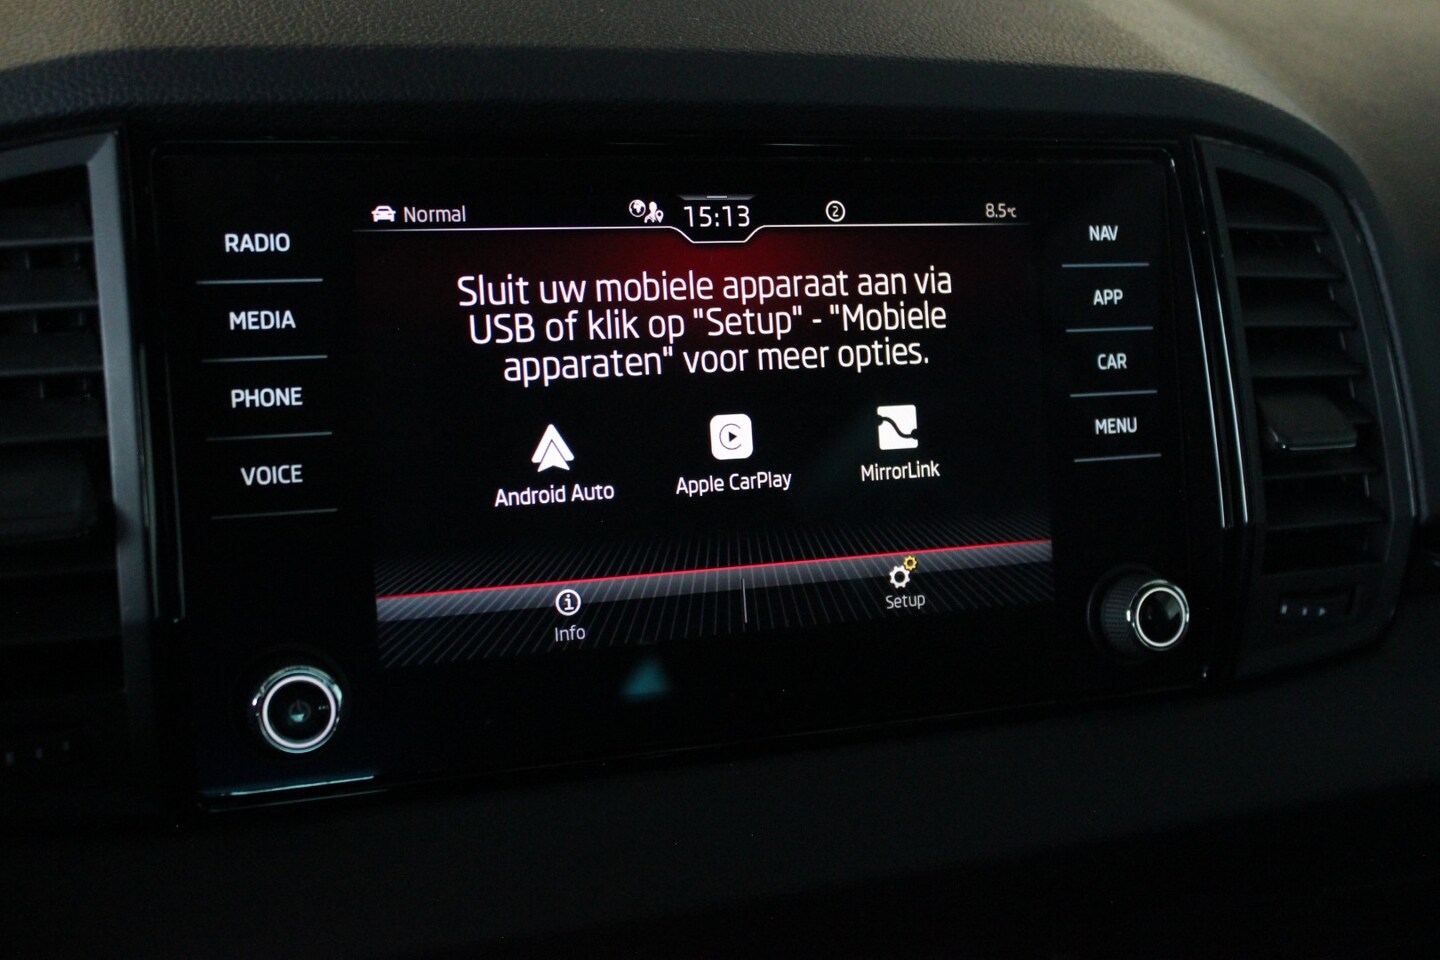 Normal
15:13
2
8.5°C
RADIO
MEDIA
PHONE
VOICE
Sluit uw mobiele apparaat aan via
USB of klik op "Setup" - "Mobiele
apparaten" voor meer opties.
Android Auto
Apple CarPlay
MirrorLink
Info
Setup
NAV
APP
CAR
MENU